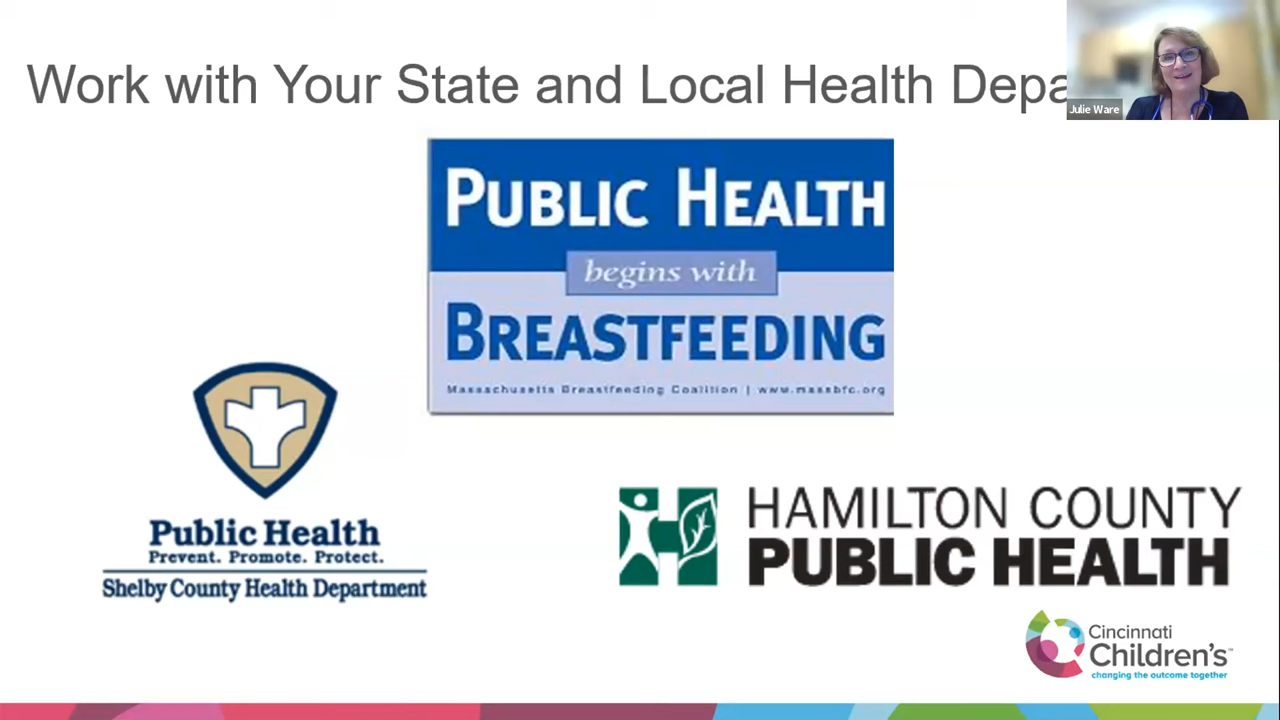 Work with Your State and Local Health Depa
Julie Ware
PUBLIC HEALTH
begins with
BREASTFEEDING
Massachusetts Breastfeeding Coalition | www.massbfc.org
Public Health
Prevent. Promote. Protect.
Shelby County Health Department
HAMILTON COUNTY
PUBLIC HEALTH
Cincinnati
Children's™
changing the outcome together